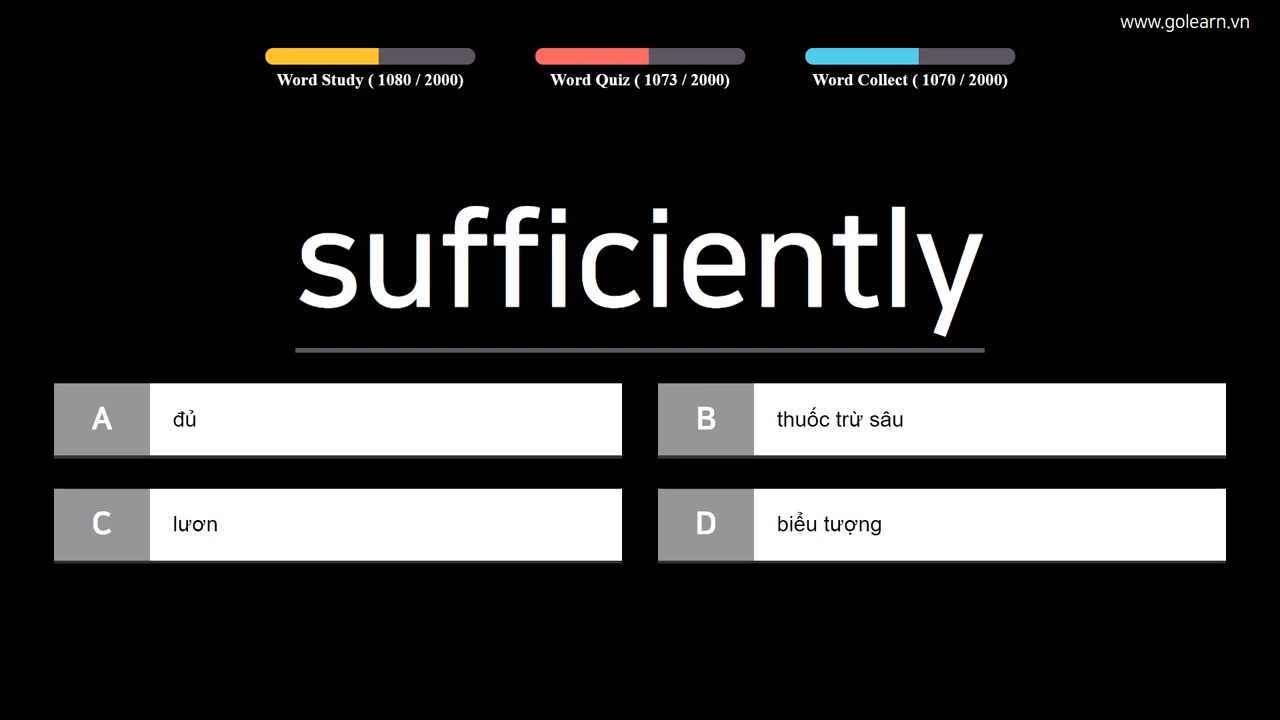 www.golearn.vn
Word Study ( 1080 / 2000)
Word Quiz ( 1073 / 2000)
Word Collect ( 1070 / 2000)
sufficiently
A đủ
B thuốc trừ sâu
C lươn
D biểu tượng